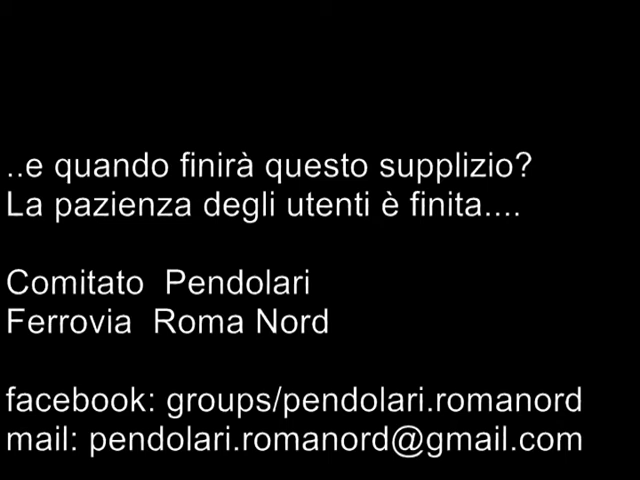 ..e quando finirà questo supplizio?
La pazienza degli utenti è finita....
Comitato Pendolari
Ferrovia Roma Nord
facebook: groups/pendolari.romanord
mail: pendolari.romanord@gmail.com